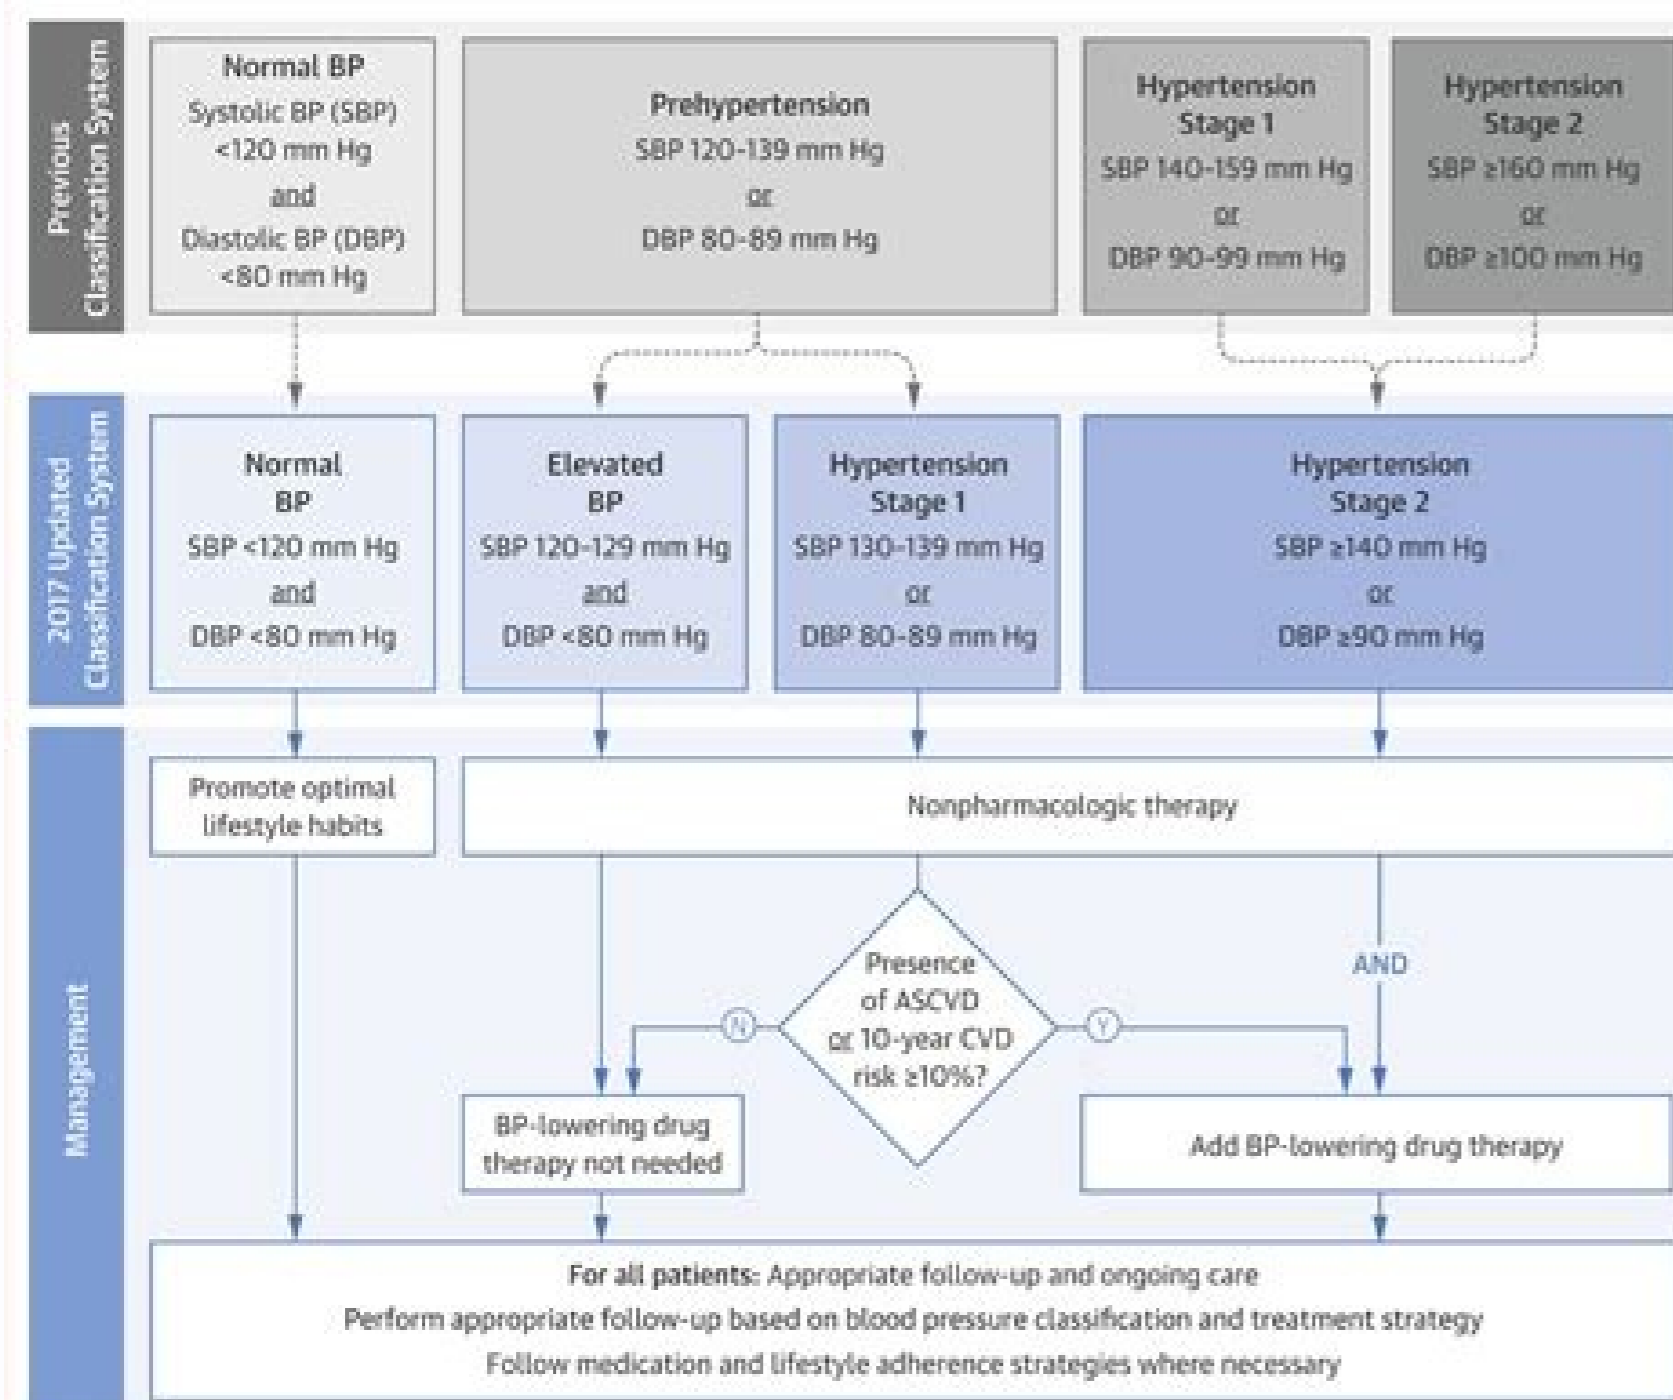 Previous
Classification System
Normal BP
Systolic BP (SBP)
<120 mm Hg
and
Diastolic BP (DBP)
<80 mm Hg
Prehypertension
SBP 120-139 mm Hg
or
DBP 80-89 mm Hg
Hypertension
Stage 1
SBP 140-159 mm Hg
or
DBP 90-99 mm Hg
Hypertension
Stage 2
SBP ≥160 mm Hg
or
DBP ≥100 mm Hg
2017 Updated
Classification System
Normal
BP
SBP <120 mm Hg
and
DBP <80 mm Hg
Elevated
BP
SBP 120-129 mm Hg
and
DBP <80 mm Hg
Hypertension
Stage 1
SBP 130-139 mm Hg
or
DBP 80-89 mm Hg
Hypertension
Stage 2
SBP ≥140 mm Hg
or
DBP ≥90 mm Hg
Management
Promote optimal
lifestyle habits
Nonpharmacologic therapy
Presence
of ASCVD
or 10-year CVD
risk ≥10%?
N
Y
AND
BP-lowering drug
therapy not needed
Add BP-lowering drug therapy
For all patients: Appropriate follow-up and ongoing care
Perform appropriate follow-up based on blood pressure classification and treatment strategy
Follow medication and lifestyle adherence strategies where necessary